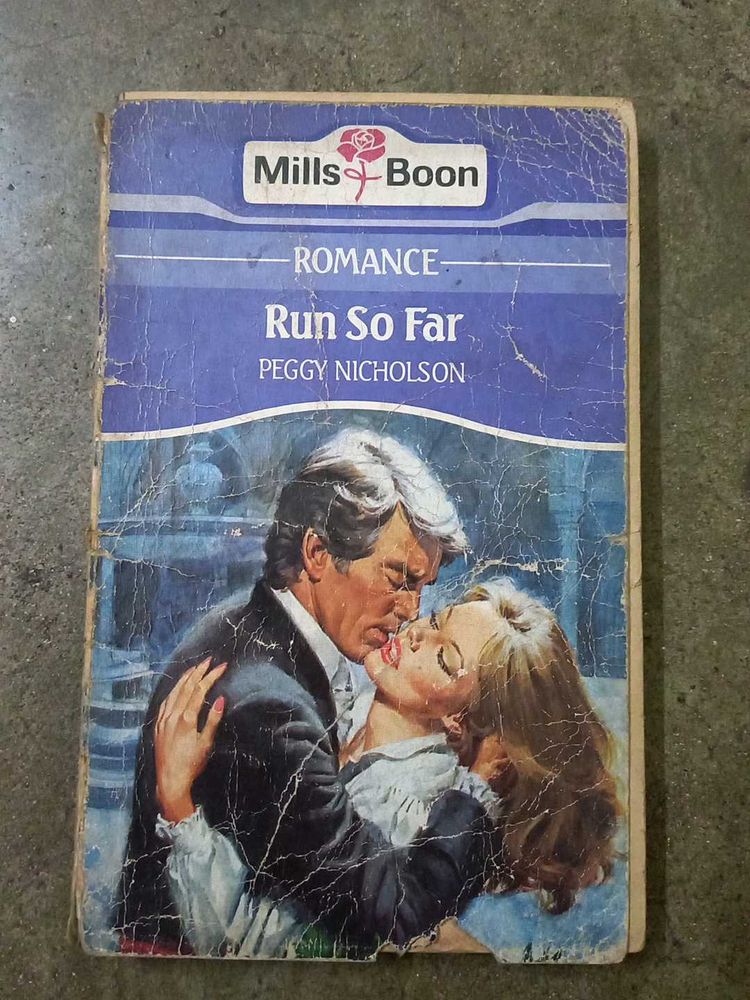 Mills & Boon
ROMANCE
Run So Far
PEGGY NICHOLSON